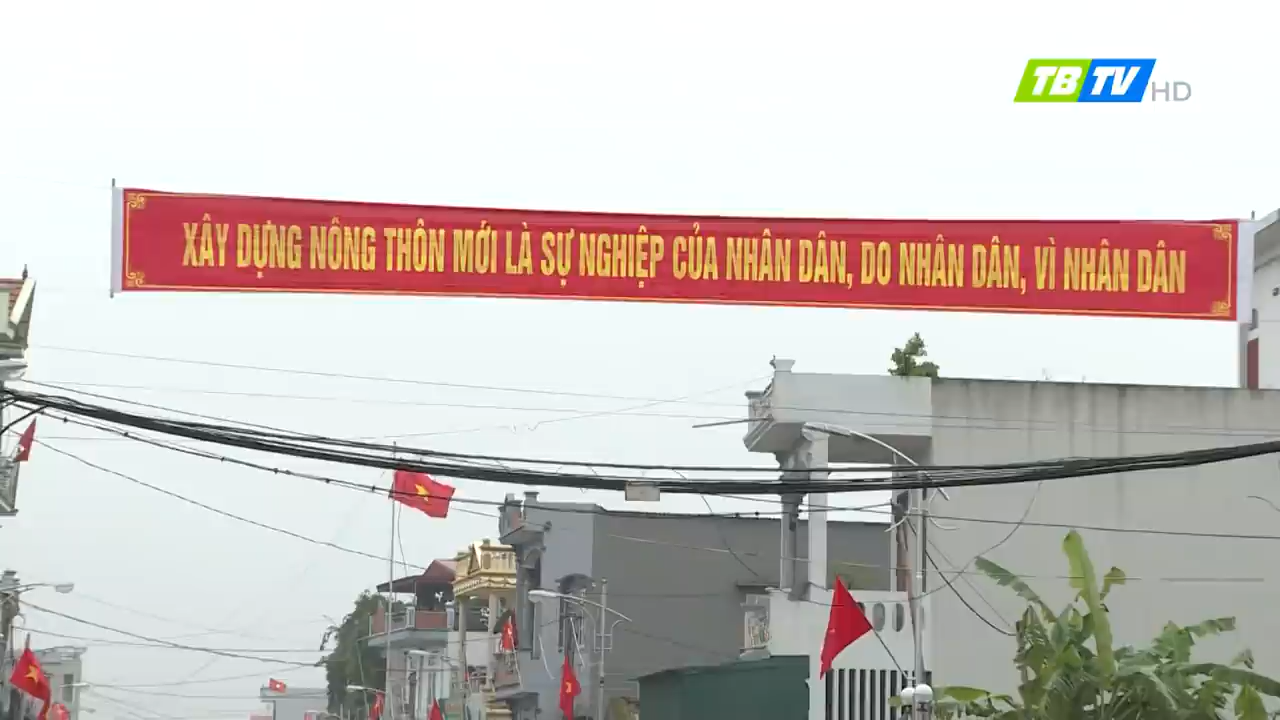 TBTV HD
XÂY DỰNG NÔNG THÔN MỚI LÀ SỰ NGHIỆP CỦA NHÂN DÂN, DO NHÂN DÂN, VÌ NHÂN DÂN